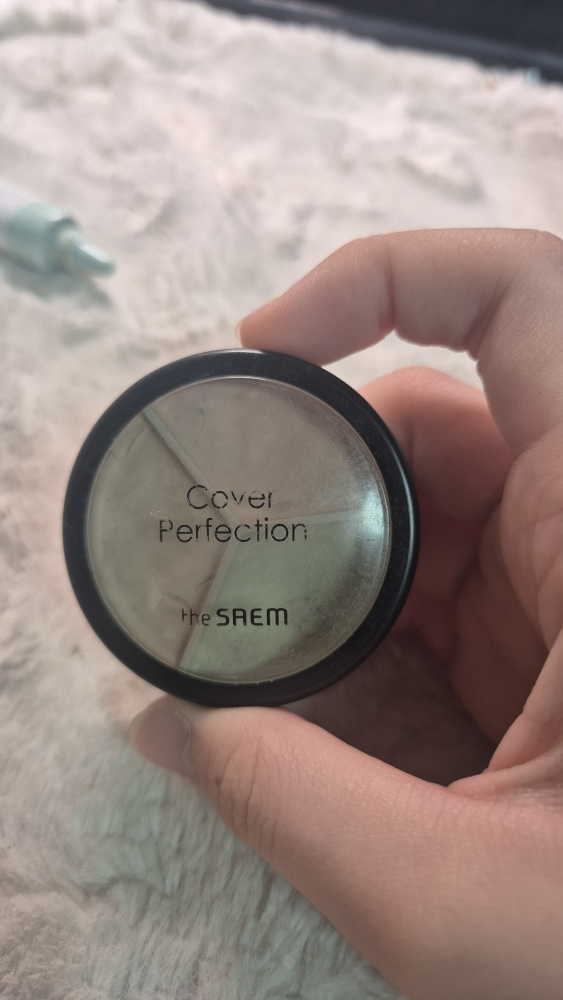 Cover
Perfection
the SAEM